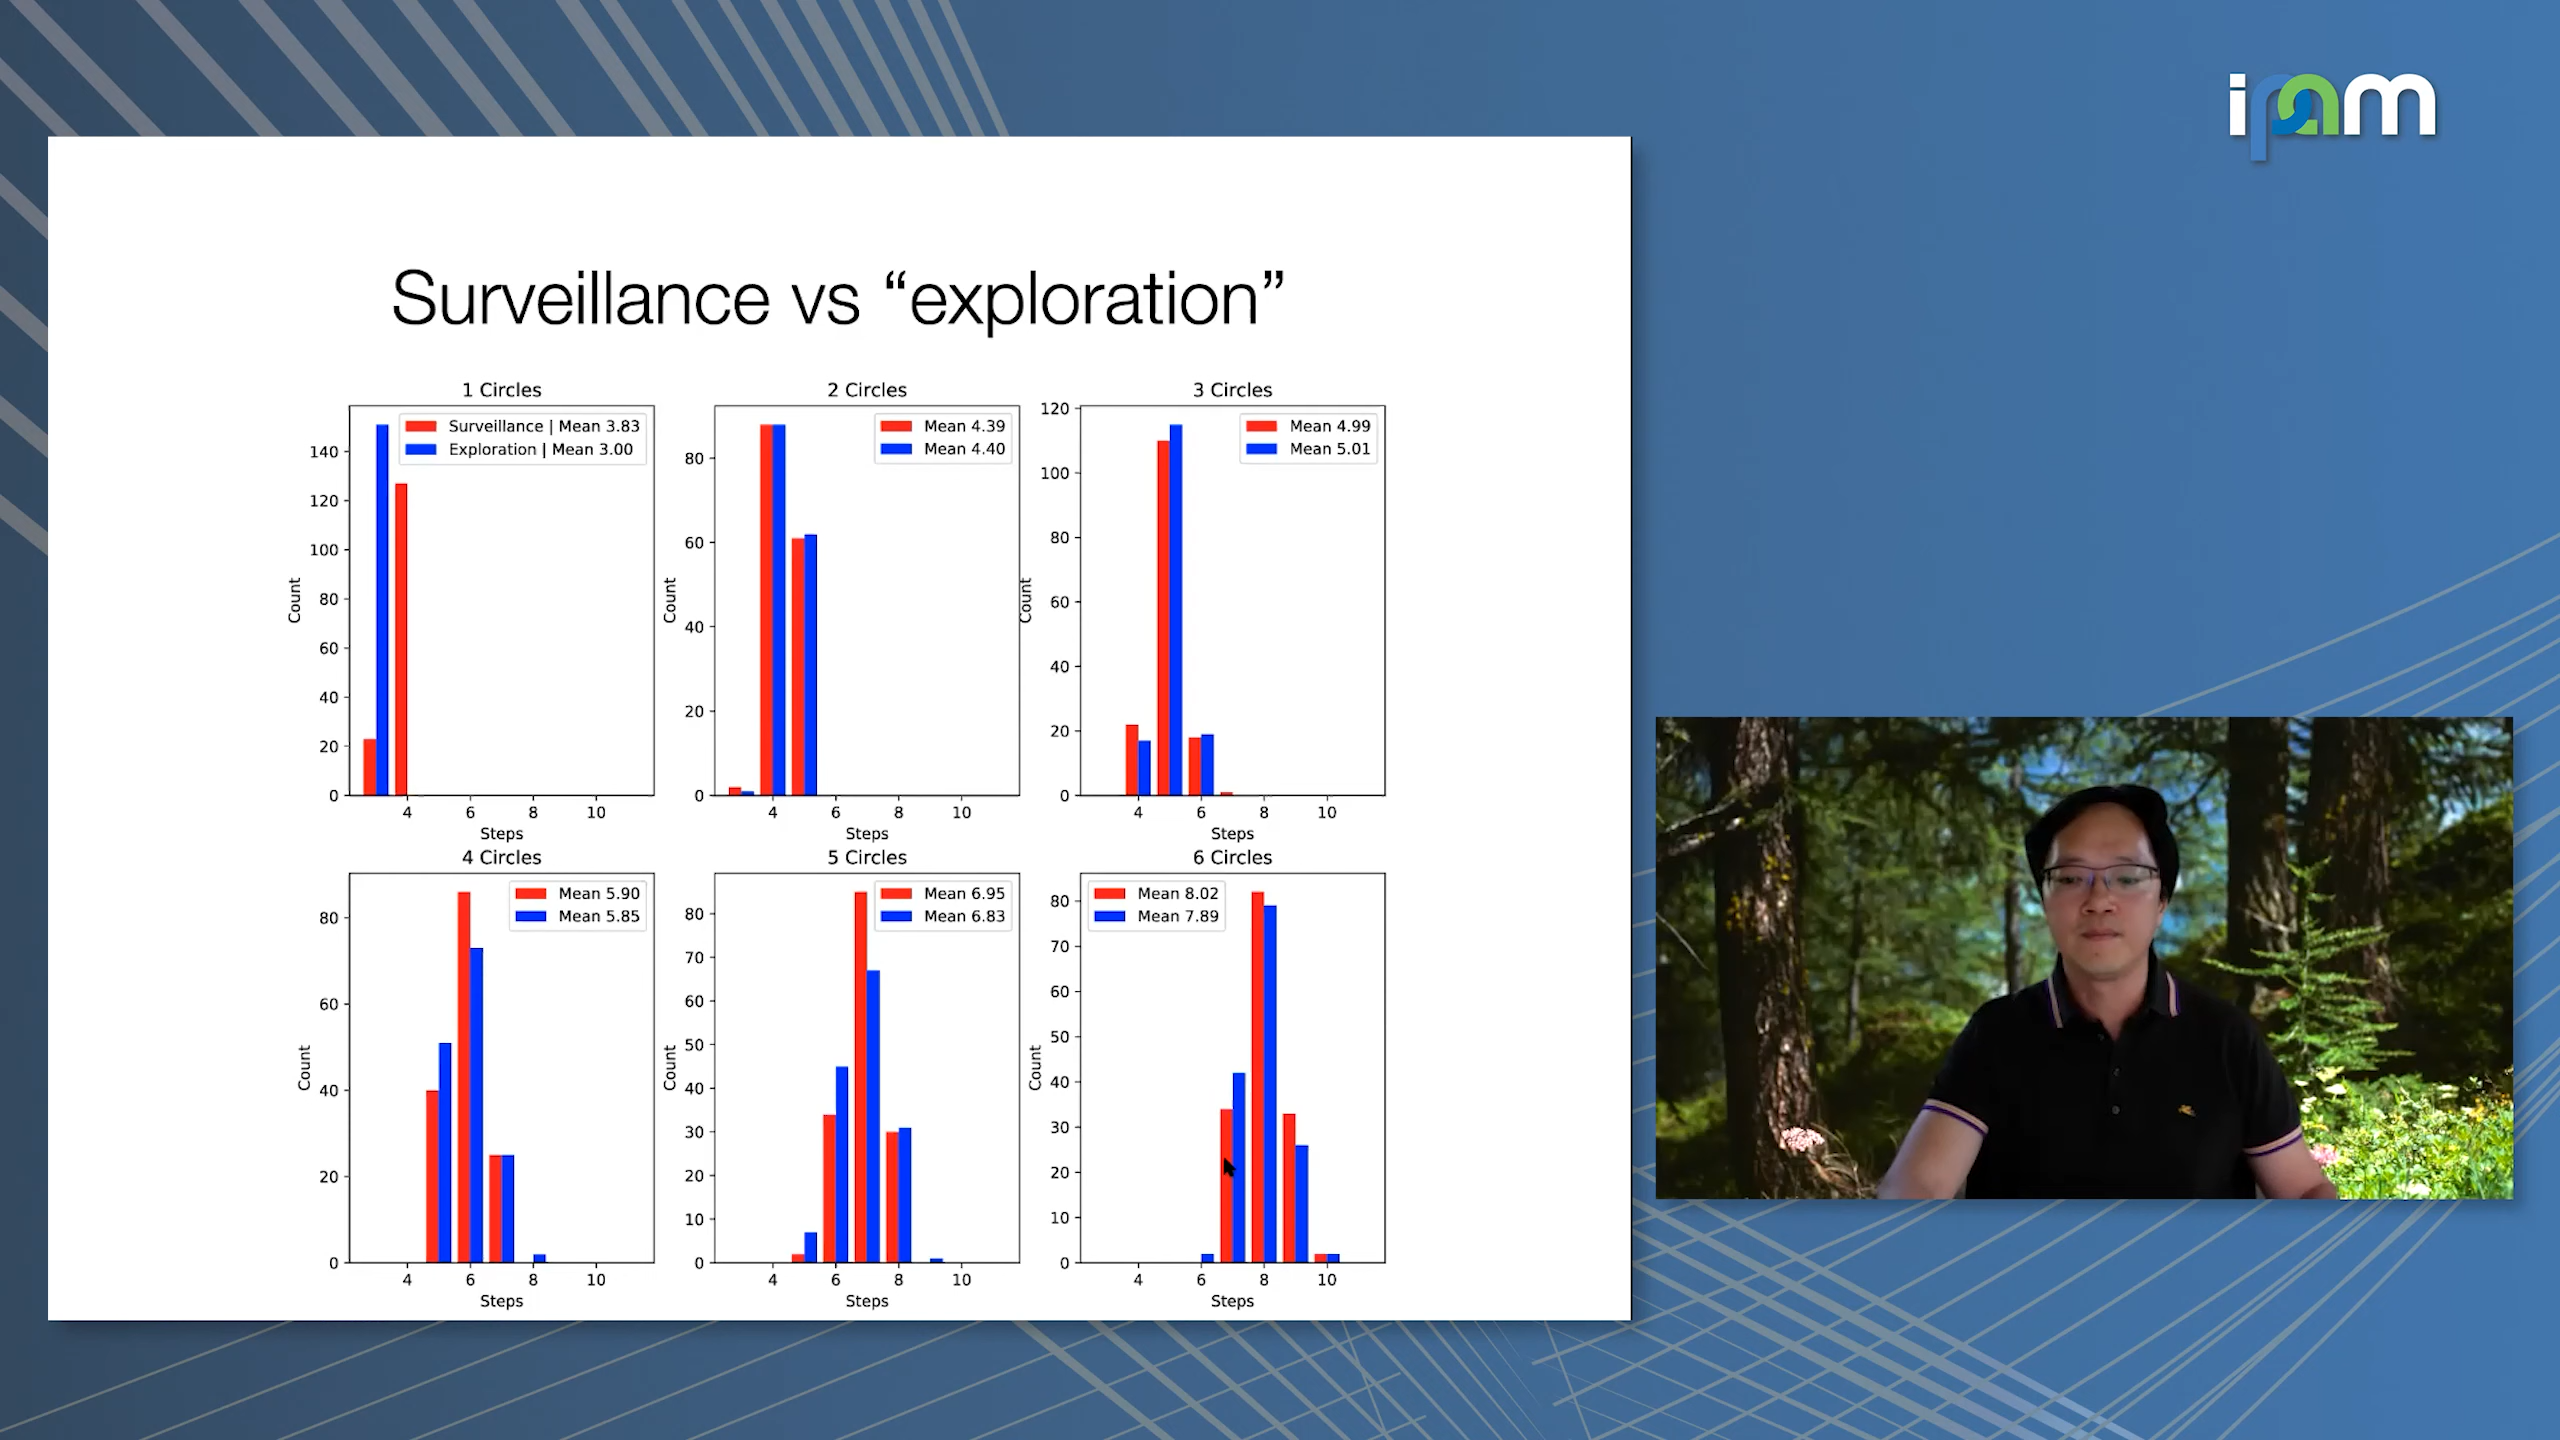 ipam
Surveillance vs “exploration”
1 Circles
Surveillance | Mean 3.83
Exploration | Mean 3.00
140
120
100
80
60
40
20
0
Count
4 6 8 10
Steps
2 Circles
Mean 4.39
Mean 4.40
80
60
40
20
0
Count
4 6 8 10
Steps
3 Circles
Mean 4.99
Mean 5.01
120
100
80
60
40
20
0
Count
4 6 8 10
Steps
4 Circles
Mean 5.90
Mean 5.85
80
60
40
20
0
Count
4 6 8 10
Steps
5 Circles
Mean 6.95
Mean 6.83
80
70
60
50
40
30
20
10
0
Count
4 6 8 10
Steps
6 Circles
Mean 8.02
Mean 7.89
80
70
60
50
40
30
20
10
0
Count
4 6 8 10
Steps